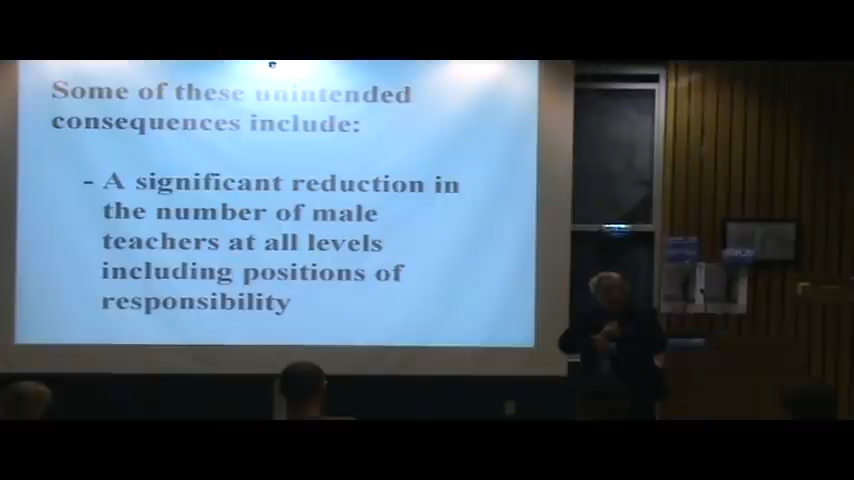 Some of these unintended
consequences include:
- A significant reduction in
the number of male
teachers at all levels
including positions of
responsibility